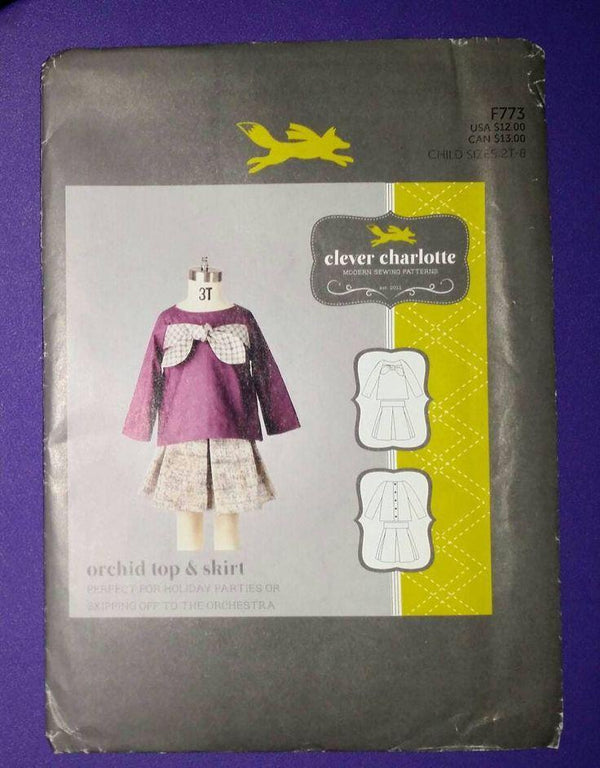 F773
USA $12.00
CAN $13.00
CHILD SIZES 2T-8
clever charlotte
MODERN SEWING PATTERNS
est. 2011
3T
orchid top & skirt
PERFECT FOR HOLIDAY PARTIES OR
SKIPPING OFF TO THE ORCHESTRA